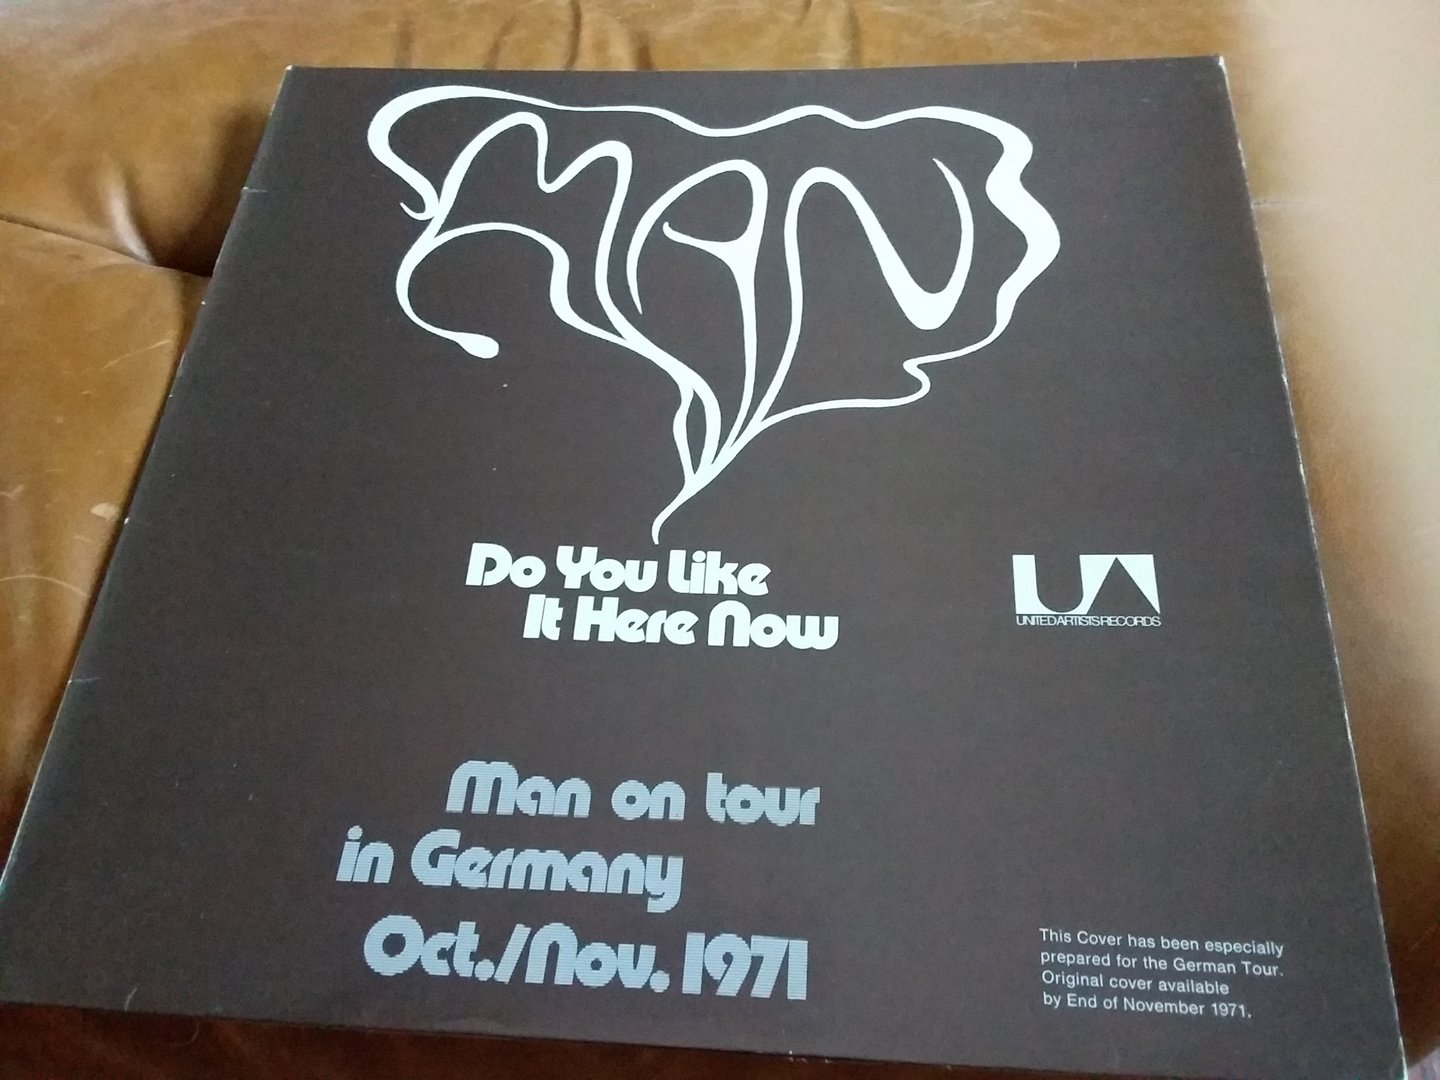 MAN
Do You Like
It Here Now
UA
UNITED ARTISTS RECORDS
Man on tour
in Germany
Oct./Nov. 1971
This Cover has been especially
prepared for the German Tour.
Original cover available
by End of November 1971.